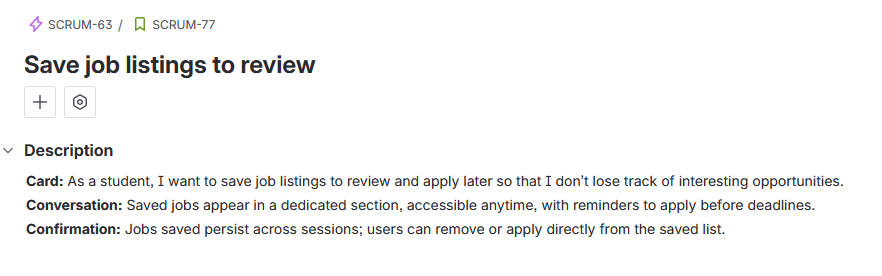 SCRUM-63 / SCRUM-77
Save job listings to review
Description
Card: As a student, I want to save job listings to review and apply later so that I don't lose track of interesting opportunities.
Conversation: Saved jobs appear in a dedicated section, accessible anytime, with reminders to apply before deadlines.
Confirmation: Jobs saved persist across sessions; users can remove or apply directly from the saved list.